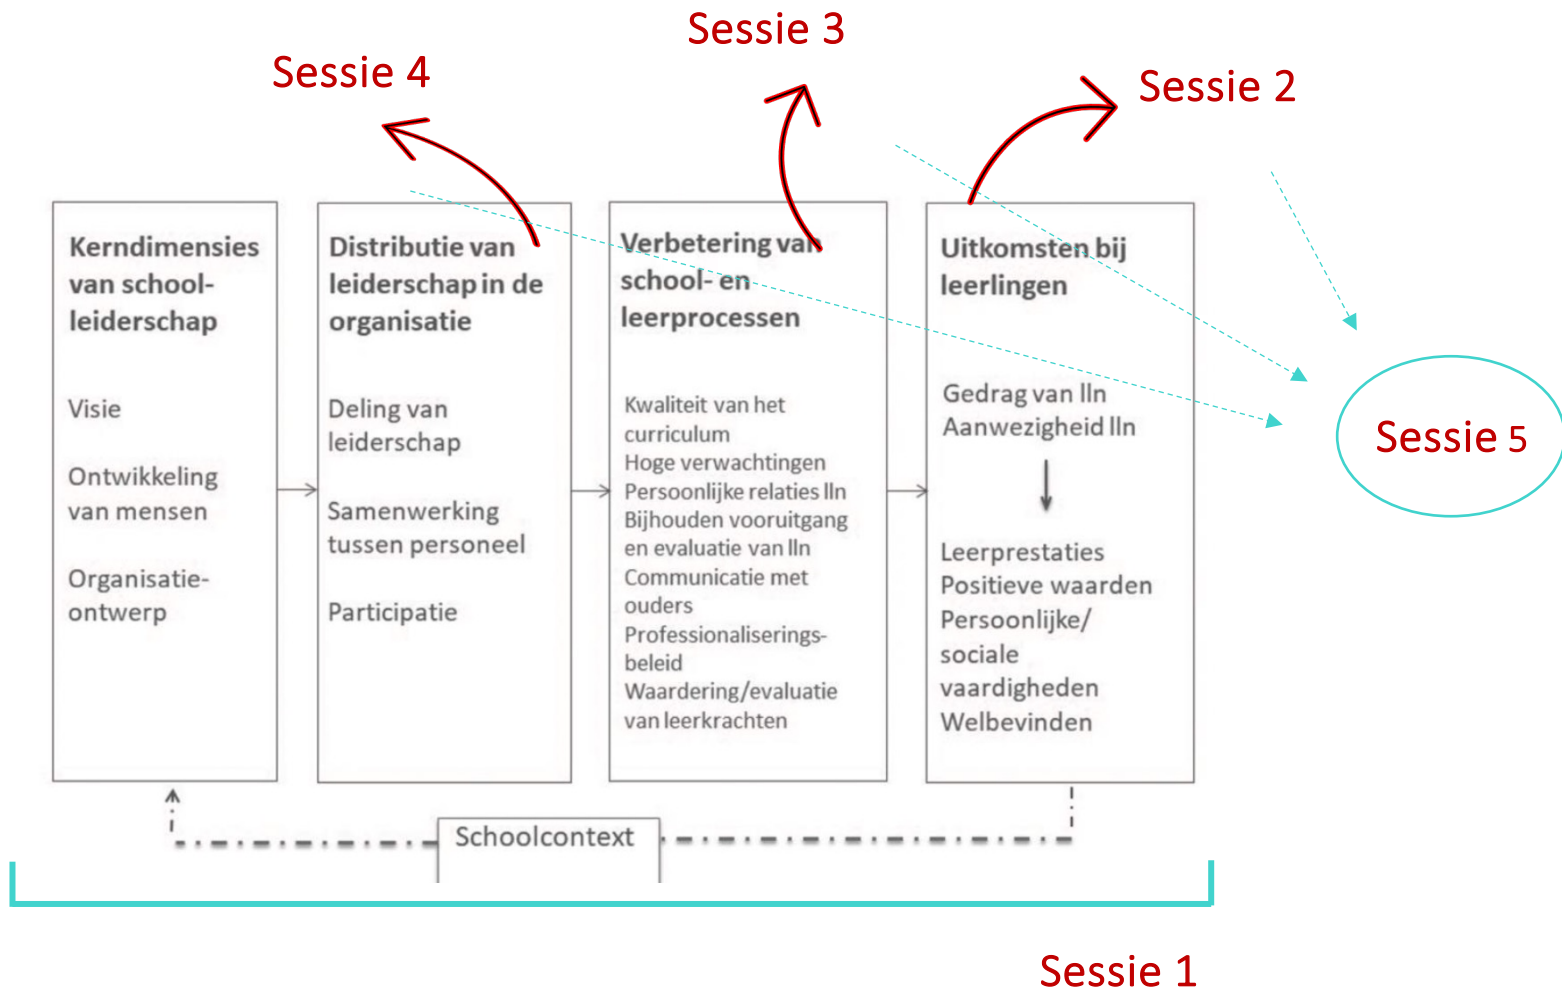 Sessie 3
Sessie 4
Sessie 2
Kerndimensies
van school-
leiderschap
Visie
Ontwikkeling
van mensen
Organisatie-
ontwerp
Distributie van
leiderschap in de
organisatie
Deling van
leiderschap
Samenwerking
tussen personeel
Participatie
Verbetering van
school- en
leerprocessen
Kwaliteit van het
curriculum
Hoge verwachtingen
Persoonlijke relaties lln
Bijhouden vooruitgang
en evaluatie van lln
Communicatie met
ouders
Professionaliserings-
beleid
Waardering/evaluatie
van leerkrachten
Uitkomsten bij
leerlingen
Gedrag van lln
Aanwezigheid lln
Leerprestaties
Positieve waarden
Persoonlijke/
sociale
vaardigheden
Welbevinden
Sessie 5
Schoolcontext
Sessie 1